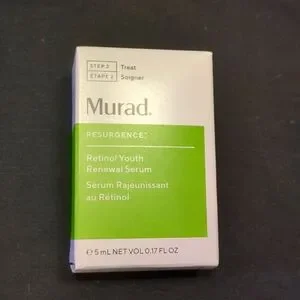 STEP 2 Treat
ÉTAPE 2 Soigner
Murad.
RESURGENCE:
Retinol Youth
Renewal Serum
Sérum Rajeunissant
au Rétinol
℮ 5 mL NET VOL 0.17 FL OZ